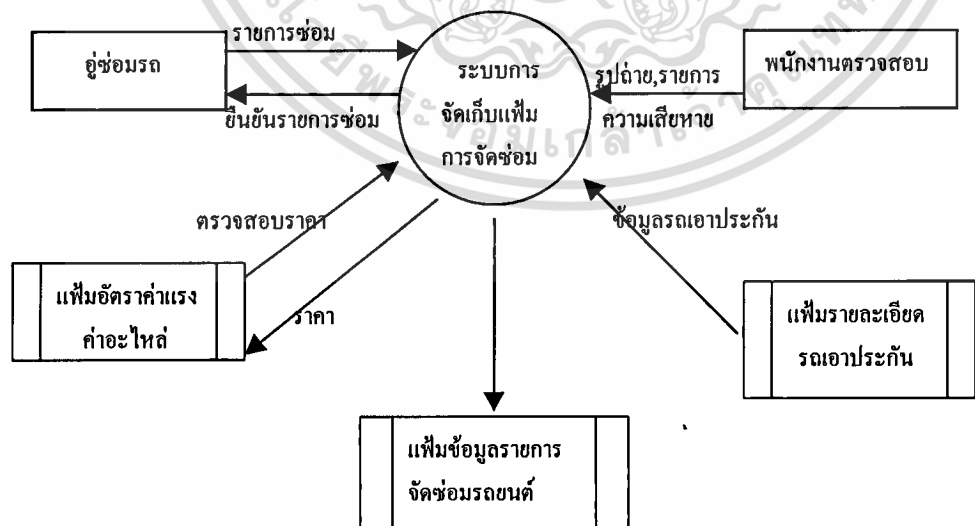 รายการซ่อม
อู่ซ่อมรถ
ยืนยันรายการซ่อม
ระบบการ
จัดเก็บแฟ้ม
การจัดซ่อม
พนักงานตรวจสอบ
รูปถ่าย,รายการ
ความเสียหาย
ตรวจสอบราคา
ข้อมูลรถเอาประกัน
แฟ้มอัตราค่าแรง
ค่าอะไหล่
ราคา
แฟ้มรายละเอียด
รถเอาประกัน
แฟ้มข้อมูลรายการ
จัดซ่อมรถยนต์